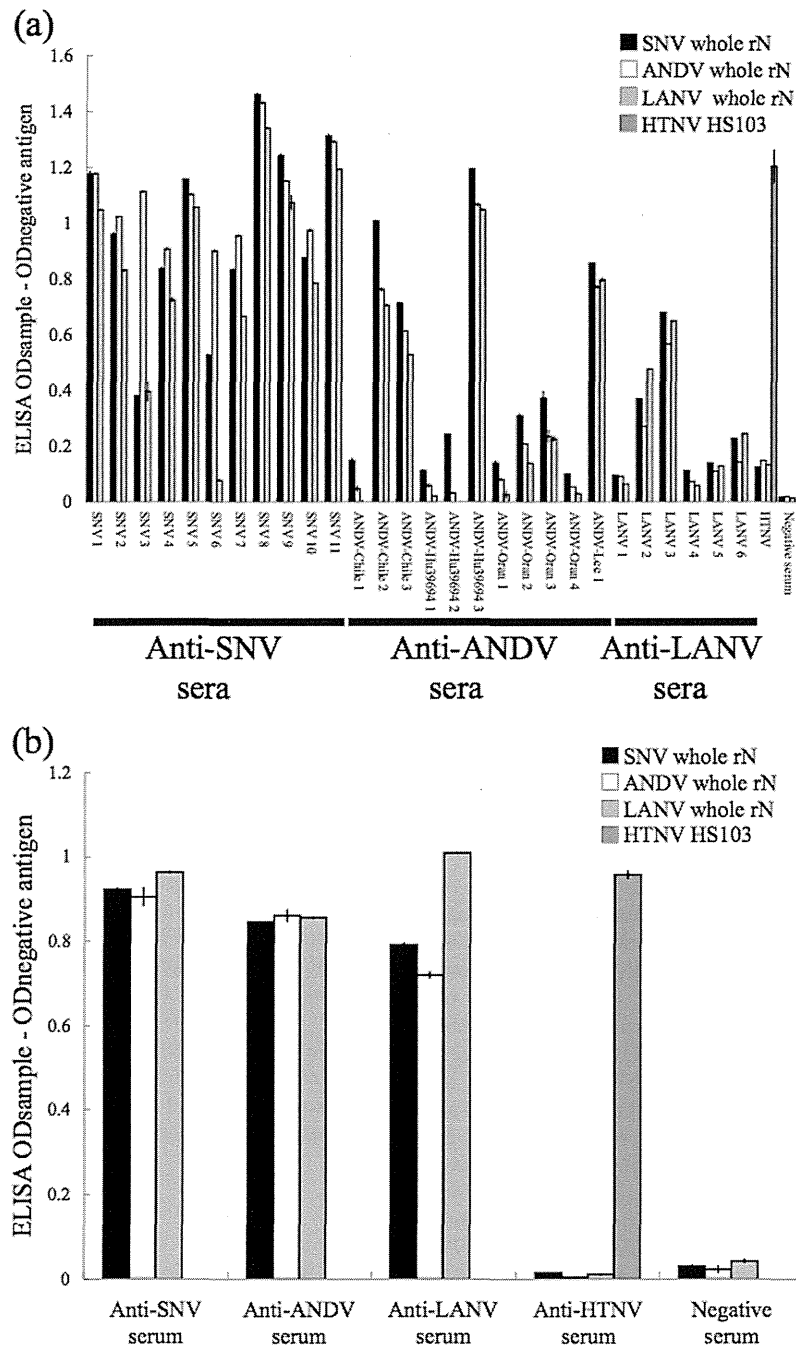 (a)
SNV whole rN
ANDV whole rN
LANV whole rN
HTNV HS103
ELISA ODsample - ODnegative antigen
1.6
1.4
1.2
1
0.8
0.6
0.4
0.2
0
SNV 1
SNV 2
SNV 3
SNV 4
SNV 5
SNV 6
SNV 7
SNV 8
SNV 9
SNV 10
SNV 11
ANDV-Chile 1
ANDV-Chile 2
ANDV-Chile 3
ANDV-Hu39694 1
ANDV-Hu39694 2
ANDV-Hu39694 3
ANDV-Oran 1
ANDV-Oran 2
ANDV-Oran 3
ANDV-Oran 4
ANDV-Lec 1
LANV 1
LANV 2
LANV 3
LANV 4
LANV 5
LANV 6
HTNV
Negative serum
Anti-SNV
sera
Anti-ANDV
sera
Anti-LANV
sera
(b)
SNV whole rN
ANDV whole rN
LANV whole rN
HTNV HS103
ELISA ODsample - ODnegative antigen
1.2
1
0.8
0.6
0.4
0.2
0
Anti-SNV
serum
Anti-ANDV
serum
Anti-LANV
serum
Anti-HTNV
serum
Negative
serum